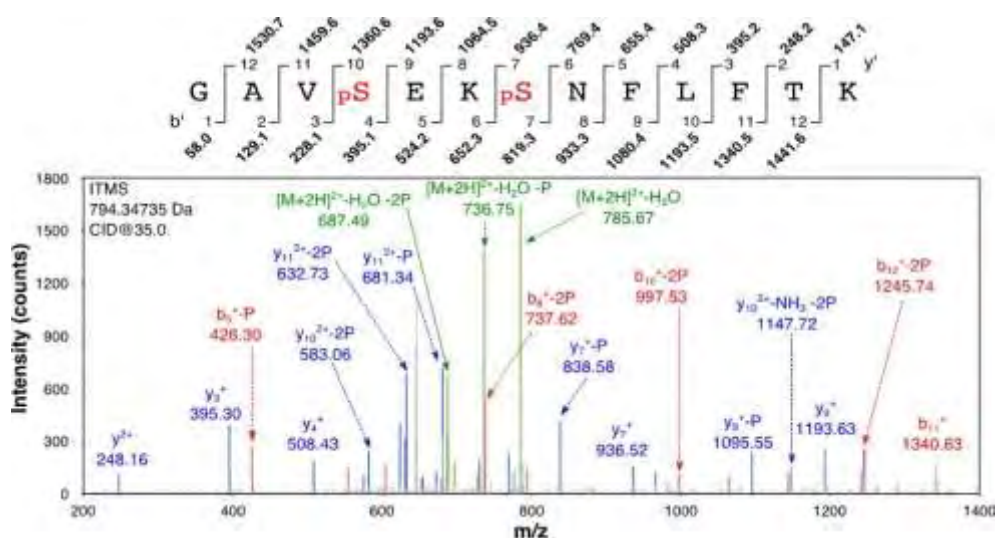 1530.7 1459.6 1360.6 1193.6 1064.5 936.4 769.4 655.4 508.3 395.2 248.2 147.1
12 11 10 9 8 7 6 5 4 3 2 1 y'
G A V pS E K pS N F L F T K
b' 1 2 3 4 5 6 7 8 9 10 11 12
58.0 129.1 228.1 395.1 524.2 652.3 819.3 933.3 1080.4 1193.5 1340.5 1441.6
1800
1500
1200
900
600
300
0
Intensity (counts)
ITMS
794.34735 Da
CID@35.0.
[M+2H]²⁺-H₂O -2P
687.49
[M+2H]²⁺-H₂O -P
736.75
[M+2H]²⁺-H₂O
785.67
y₁₁²⁺-2P
632.73
y₁₁²⁺-P
681.34
b₅⁺-P
426.30
y₁₀²⁺-2P
583.06
b₈⁺-2P
737.62
b₁₀⁺-2P
997.53
b₁₂⁺-2P
1245.74
y₁₀²⁺-NH₃ -2P
1147.72
y₇⁺-P
838.58
y₃⁺
395.30
y²⁺
248.16
y₄⁺
508.43
y₇⁺
936.52
y₉⁺-P
1095.55
y₉⁺
1193.63
b₁₁⁺
1340.63
200 400 600 800 1000 1200 1400
m/z